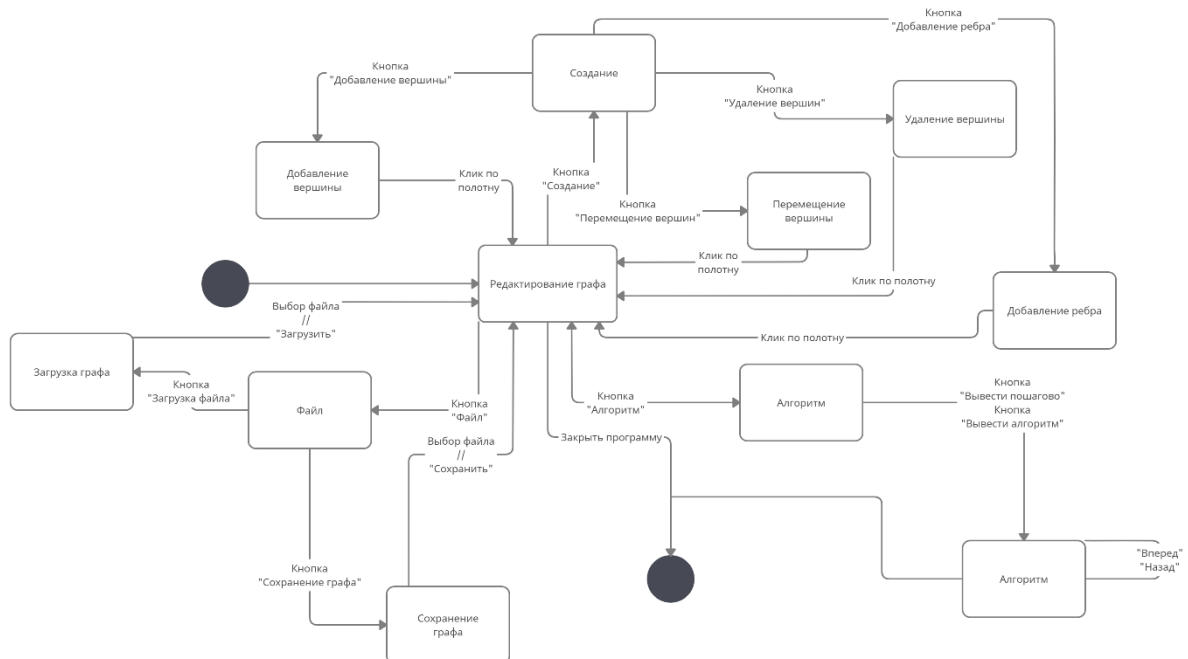 Кнопка
"Добавление ребра"
Кнопка
"Добавление вершины"
Создание
Кнопка
"Удаление вершин"
Удаление вершины
Добавление
вершины
Клик по
полотну
Кнопка
"Создание"
Кнопка
"Перемещение вершин"
Перемещение
вершины
Клик по
полотну
Клик по полотну
Редактирование графа
Выбор файла
//
"Загрузить"
Добавление ребра
Клик по полотну
Загрузка графа
Кнопка
"Загрузка файла"
Файл
Кнопка
"Файл"
Кнопка
"Алгоритм"
Алгоритм
Кнопка
"Вывести пошагово"
Кнопка
"Вывести алгоритм"
Выбор файла
//
"Сохранить"
Закрыть программу
Кнопка
"Сохранение графа"
Сохранение
графа
Алгоритм
"Вперед"
"Назад"